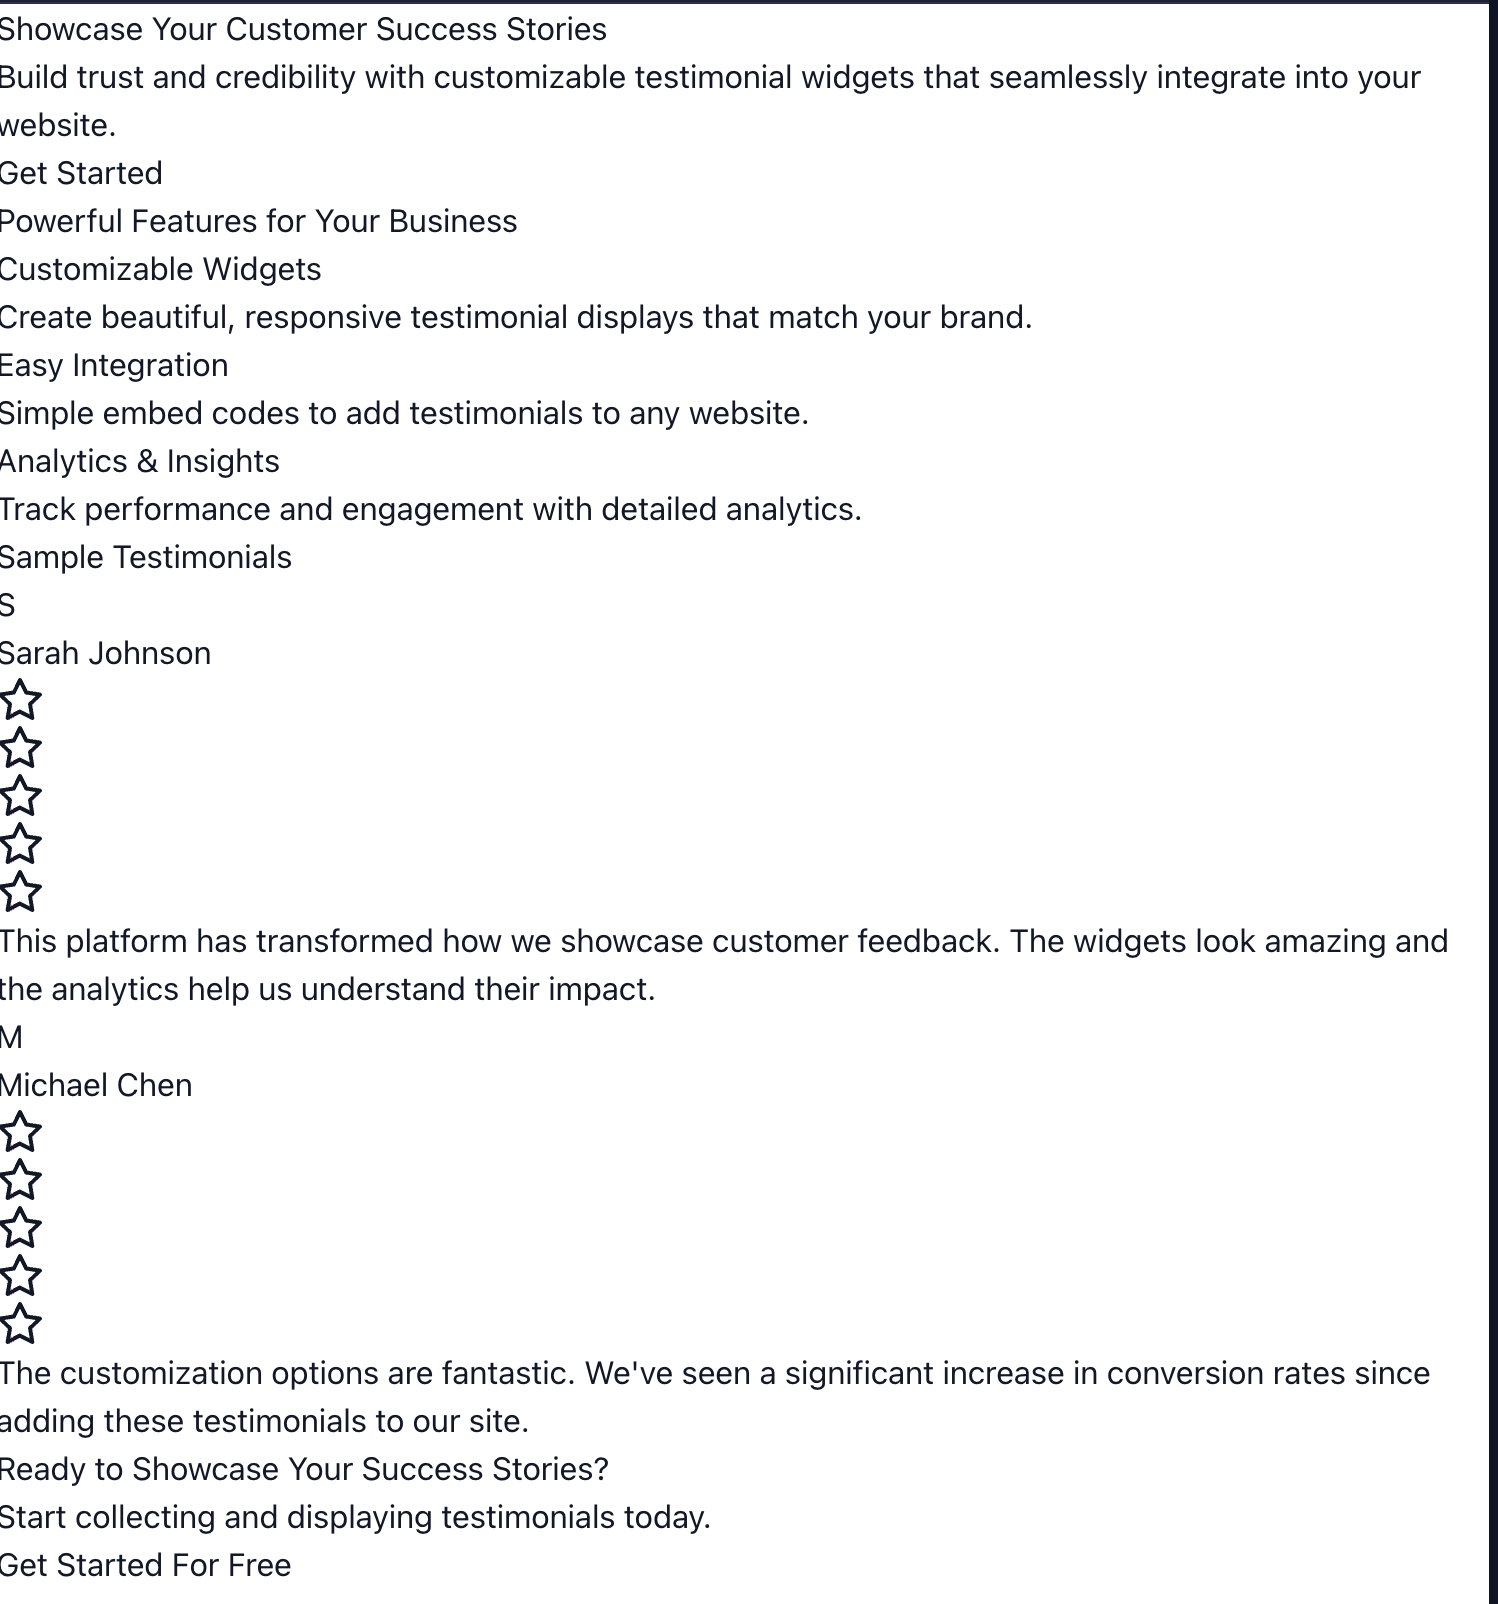 Showcase Your Customer Success Stories
Build trust and credibility with customizable testimonial widgets that seamlessly integrate into your
website.
Get Started
Powerful Features for Your Business
Customizable Widgets
Create beautiful, responsive testimonial displays that match your brand.
Easy Integration
Simple embed codes to add testimonials to any website.
Analytics & Insights
Track performance and engagement with detailed analytics.
Sample Testimonials
S
Sarah Johnson
This platform has transformed how we showcase customer feedback. The widgets look amazing and
the analytics help us understand their impact.
M
Michael Chen
The customization options are fantastic. We've seen a significant increase in conversion rates since
adding these testimonials to our site.
Ready to Showcase Your Success Stories?
Start collecting and displaying testimonials today.
Get Started For Free